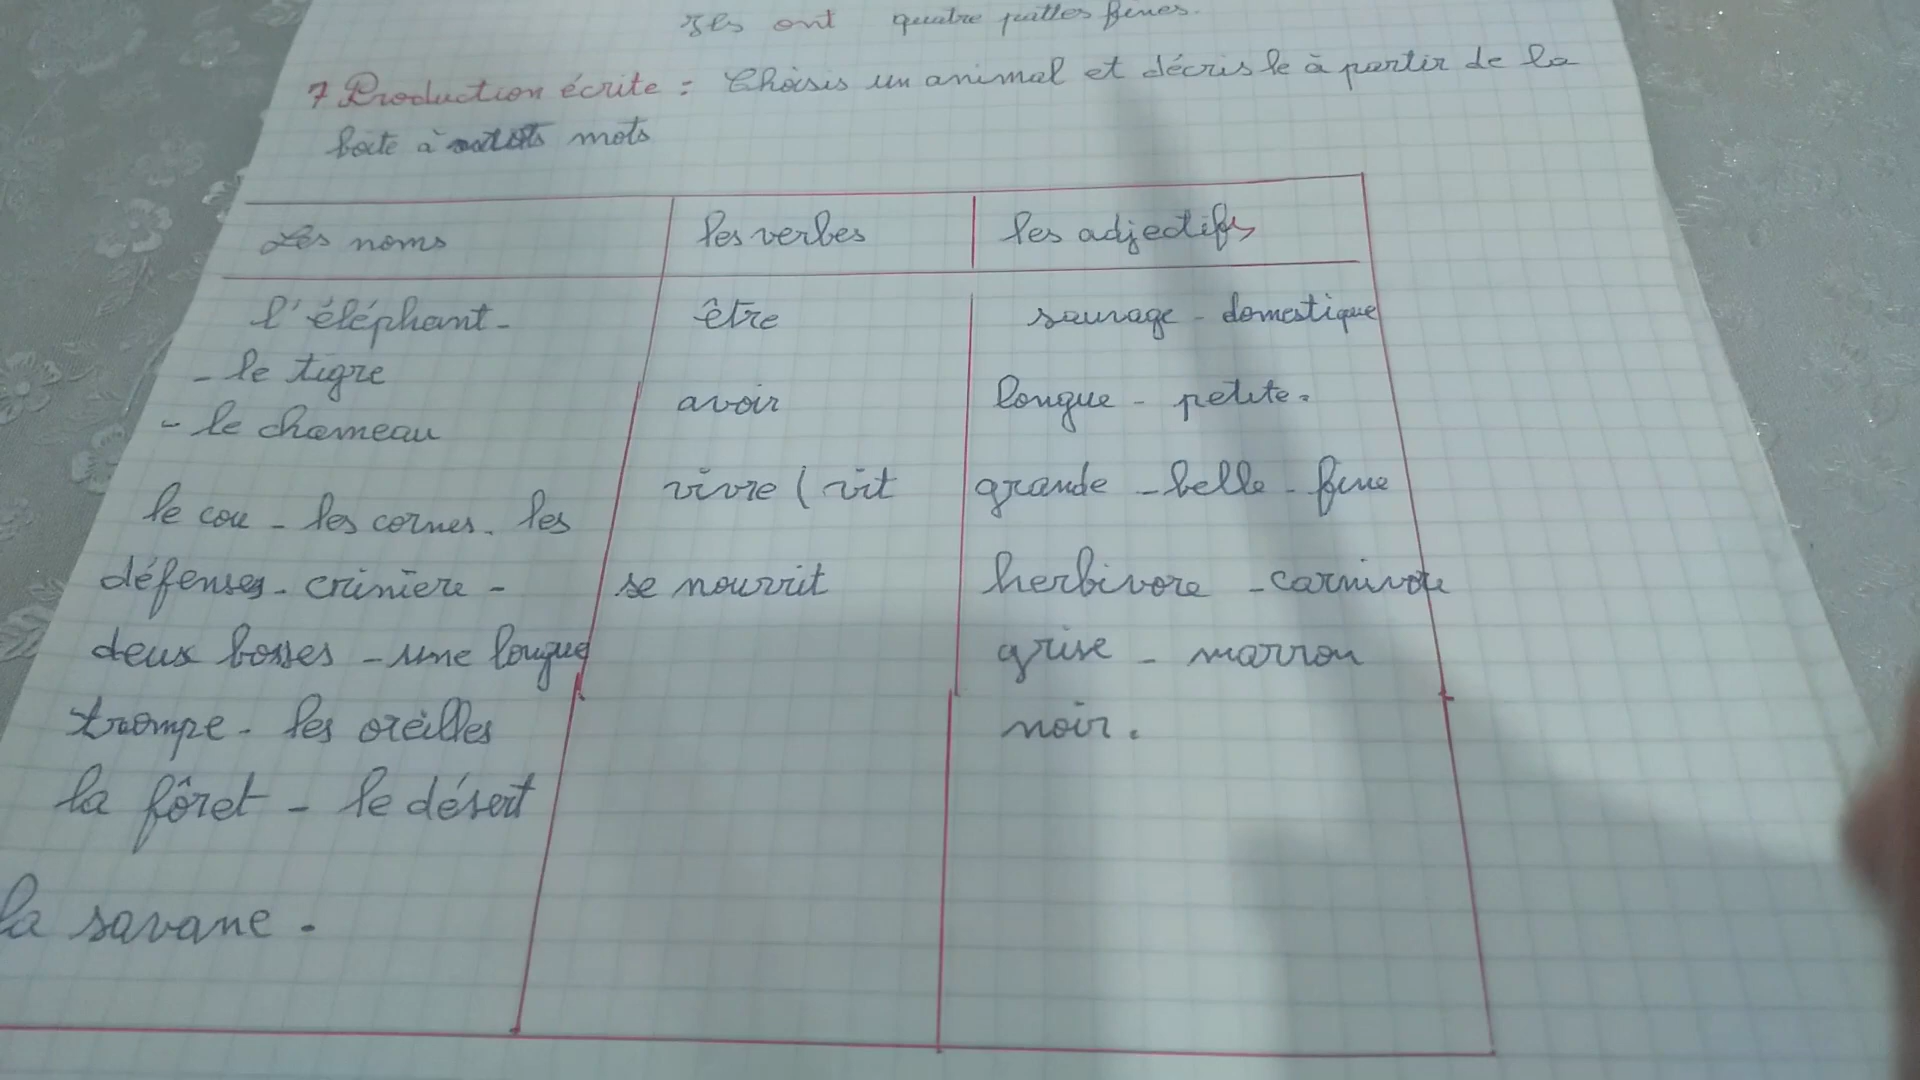 Ils ont quatre pattes fines.
7 Production écrite : Choisis un animal et décris le à partir de la
boîte à mots
Les noms
les verbes
les adjectifs
l'éléphant -
- le tigre
- le chameau
le cou - les cornes - les
défenses - crinière -
deux bosses - une longue
trompe - les oreilles
la fôret - le désert
la savane .
être
avoir
vivre ( vit
se nourrit
sauvage - domestique
longue - petite .
grande - belle - fine
herbivore - carnivore
grise - marron
noir .